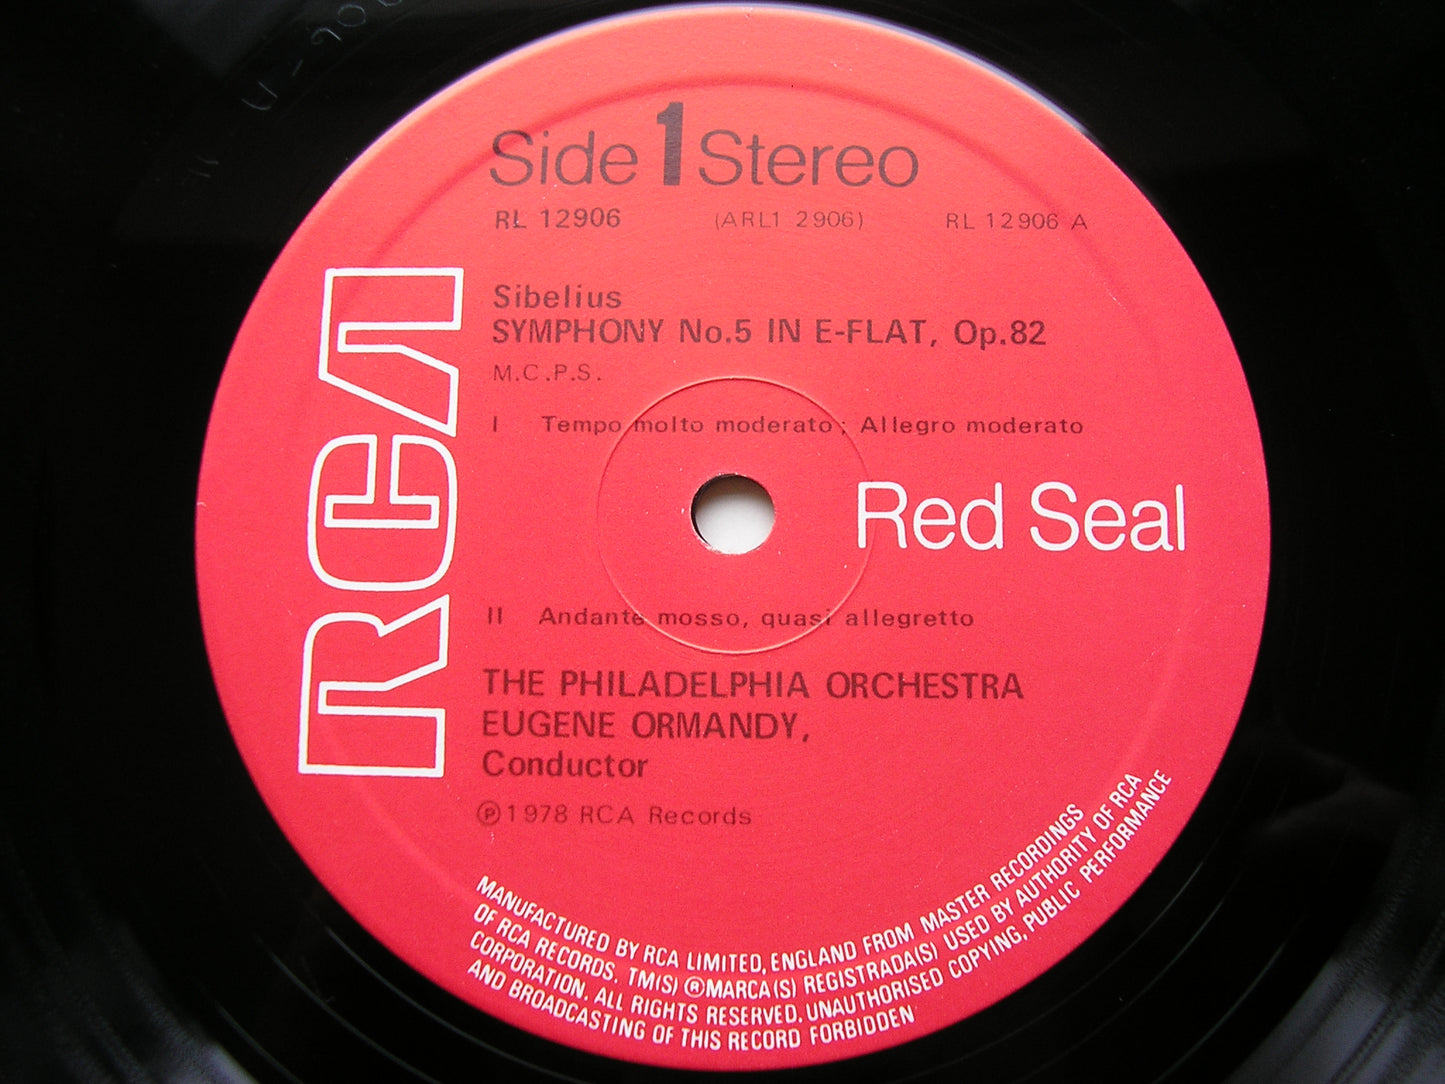 Side 1 Stereo
RL 12906 (ARL1 2906) RL 12906 A
Sibelius
SYMPHONY No.5 IN E-FLAT, Op.82
M.C.P.S.
I Tempo molto moderato; Allegro moderato
RCA
Red Seal
II Andante mosso, quasi allegretto
THE PHILADELPHIA ORCHESTRA
EUGENE ORMANDY,
Conductor
℗1978 RCA Records
MANUFACTURED BY RCA LIMITED, ENGLAND FROM MASTER RECORDINGS
OF RCA RECORDS. TM(S) ® MARCA(S) REGISTRADA(S) USED BY AUTHORITY OF RCA
CORPORATION. ALL RIGHTS RESERVED. UNAUTHORISED COPYING, PUBLIC PERFORMANCE
AND BROADCASTING OF THIS RECORD FORBIDDEN